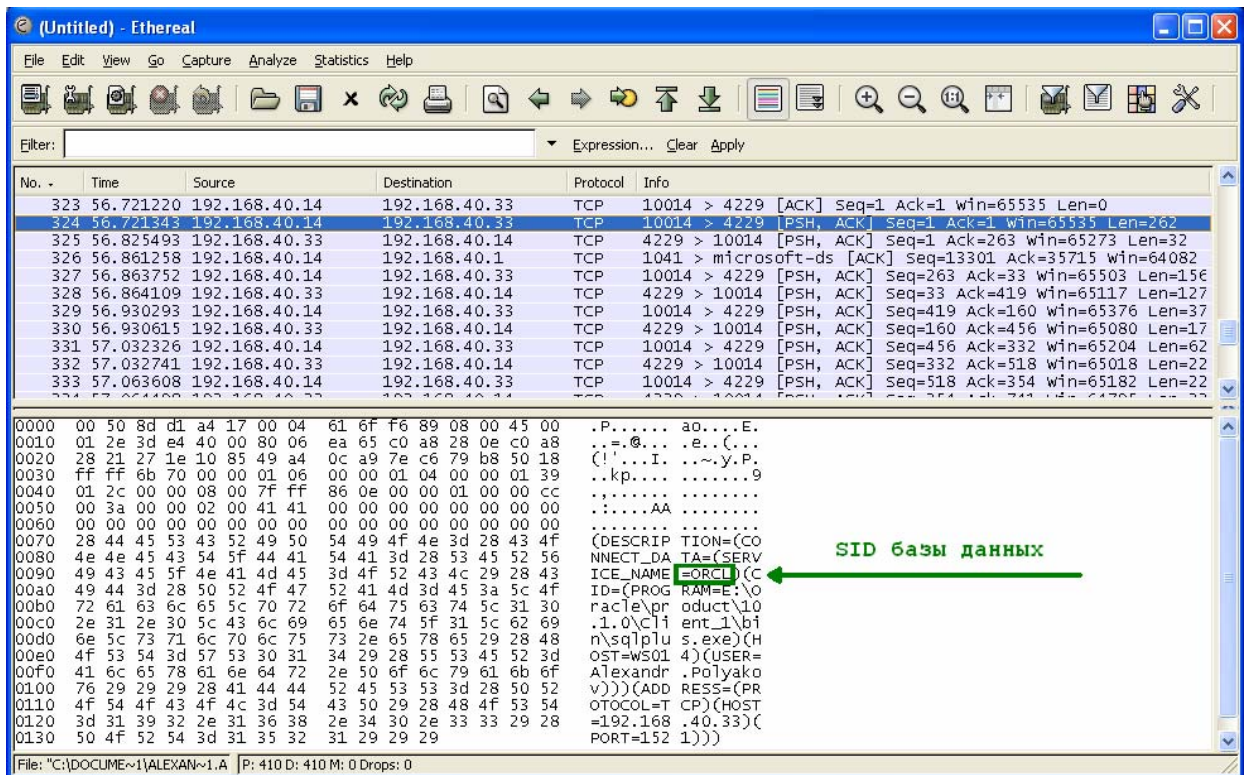 (Untitled) - Ethereal
File Edit View Go Capture Analyze Statistics Help
Filter: Expression... Clear Apply
No. - Time Source Destination Protocol Info
323 56.721220 192.168.40.14 192.168.40.33 TCP 10014 > 4229 [ACK] Seq=1 Ack=1 Win=65535 Len=0
324 56.721343 192.168.40.14 192.168.40.33 TCP 10014 > 4229 [PSH, ACK] Seq=1 Ack=1 Win=65535 Len=262
325 56.825493 192.168.40.33 192.168.40.14 TCP 4229 > 10014 [PSH, ACK] Seq=1 Ack=263 Win=65273 Len=32
326 56.861258 192.168.40.14 192.168.40.1 TCP 1041 > microsoft-ds [ACK] Seq=13301 Ack=35715 Win=64082
327 56.863752 192.168.40.14 192.168.40.33 TCP 10014 > 4229 [PSH, ACK] Seq=263 Ack=33 Win=65503 Len=156
328 56.864109 192.168.40.33 192.168.40.14 TCP 4229 > 10014 [PSH, ACK] Seq=33 Ack=419 Win=65117 Len=127
329 56.930293 192.168.40.14 192.168.40.33 TCP 10014 > 4229 [PSH, ACK] Seq=419 Ack=160 Win=65376 Len=37
330 56.930615 192.168.40.33 192.168.40.14 TCP 4229 > 10014 [PSH, ACK] Seq=160 Ack=456 Win=65080 Len=17
331 57.032326 192.168.40.14 192.168.40.33 TCP 10014 > 4229 [PSH, ACK] Seq=456 Ack=332 Win=65204 Len=62
332 57.032741 192.168.40.33 192.168.40.14 TCP 4229 > 10014 [PSH, ACK] Seq=332 Ack=518 Win=65018 Len=22
333 57.063608 192.168.40.14 192.168.40.33 TCP 10014 > 4229 [PSH, ACK] Seq=518 Ack=354 Win=65182 Len=22
0000 00 50 8d d1 a4 17 00 04 61 6f f6 89 08 00 45 00 .P...... ao....E.
0010 01 2e 3d e4 40 00 80 06 ea 65 c0 a8 28 0e c0 a8 ..=.@... .e..(...
0020 28 21 27 1e 10 85 49 a4 0c a9 7e c6 79 b8 50 18 (!'...I. ..~.y.P.
0030 ff ff 6b 70 00 00 01 06 00 00 01 04 00 00 01 39 ..kp.... .......9
0040 01 2c 00 00 08 00 7f ff 86 0e 00 00 01 00 00 cc .,...... ........
0050 00 3a 00 00 02 00 41 41 00 00 00 00 00 00 00 00 .:....AA ........
0060 00 00 00 00 00 00 00 00 00 00 00 00 00 00 00 00 ........ ........
0070 28 44 45 53 43 52 49 50 54 49 4f 4e 3d 28 43 4f (DESCRIP TION=(CO
0080 4e 4e 45 43 54 5f 44 41 54 41 3d 28 53 45 52 56 NNECT_DA TA=(SERV
0090 49 43 45 5f 4e 41 4d 45 3d 4f 52 43 4c 29 28 43 ICE_NAME =ORCL)(C
00a0 49 44 3d 28 50 52 4f 47 52 41 4d 3d 45 3a 5c 4f ID=(PROG RAM=E:\O
00b0 72 61 63 6c 65 5c 70 72 6f 64 75 63 74 5c 31 30 racle\pr oduct\10
00c0 2e 31 2e 30 5c 43 6c 69 65 6e 74 5f 31 5c 62 69 .1.0\Cli ent_1\bi
00d0 6e 5c 73 71 6c 70 6c 75 73 2e 65 78 65 29 28 48 n\sqlplu s.exe)(H
00e0 4f 53 54 3d 57 53 30 31 34 29 28 55 53 45 52 3d OST=WS01 4)(USER=
00f0 41 6c 65 78 61 6e 64 72 2e 50 6f 6c 79 61 6b 6f Alexandr .Polyako
0100 76 29 29 29 28 41 44 44 52 45 53 53 3d 28 50 52 v)))(ADD RESS=(PR
0110 4f 54 4f 43 4f 4c 3d 54 43 50 29 28 48 4f 53 54 OTOCOL=T CP)(HOST
0120 3d 31 39 32 2e 31 36 38 2e 34 30 2e 33 33 29 28 =192.168 .40.33)(
0130 50 4f 52 54 3d 31 35 32 31 29 29 29 PORT=152 1)))
SID базы данных
File: "C:\DOCUME~1\ALEXAN~1.A P: 410 D: 410 M: 0 Drops: 0